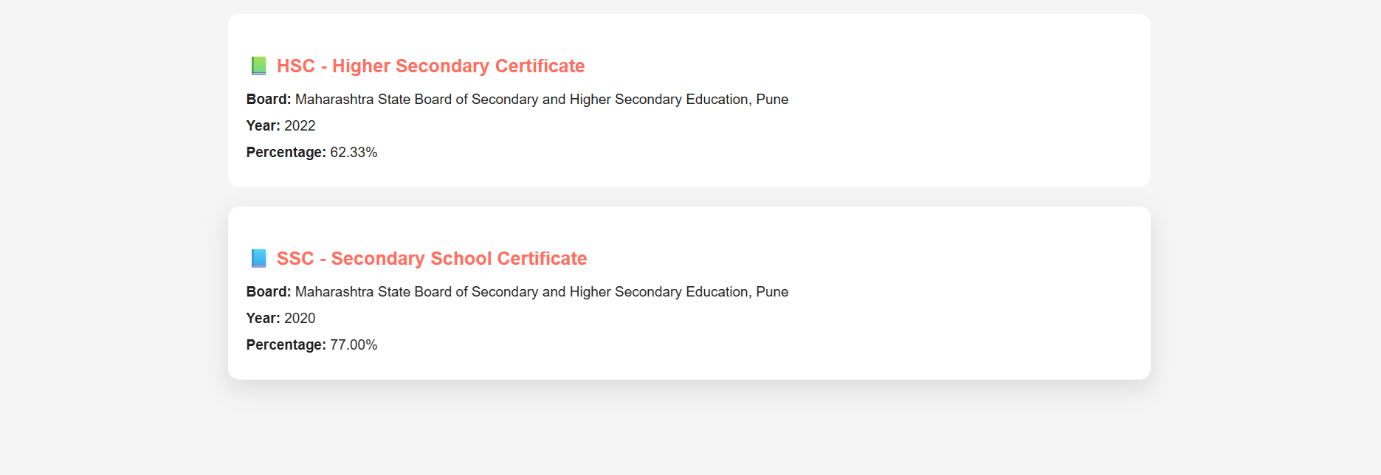 📗 HSC - Higher Secondary Certificate
Board: Maharashtra State Board of Secondary and Higher Secondary Education, Pune
Year: 2022
Percentage: 62.33%
📘 SSC - Secondary School Certificate
Board: Maharashtra State Board of Secondary and Higher Secondary Education, Pune
Year: 2020
Percentage: 77.00%